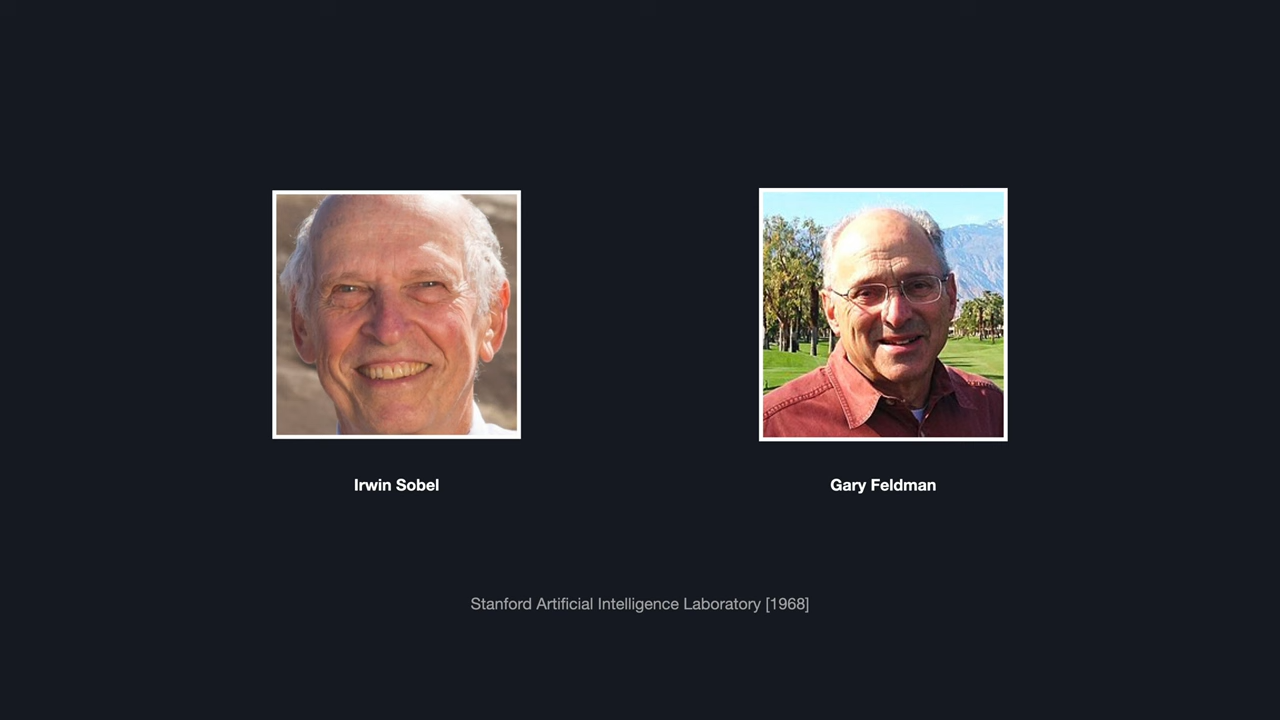 Irwin Sobel
Gary Feldman
Stanford Artificial Intelligence Laboratory [1968]